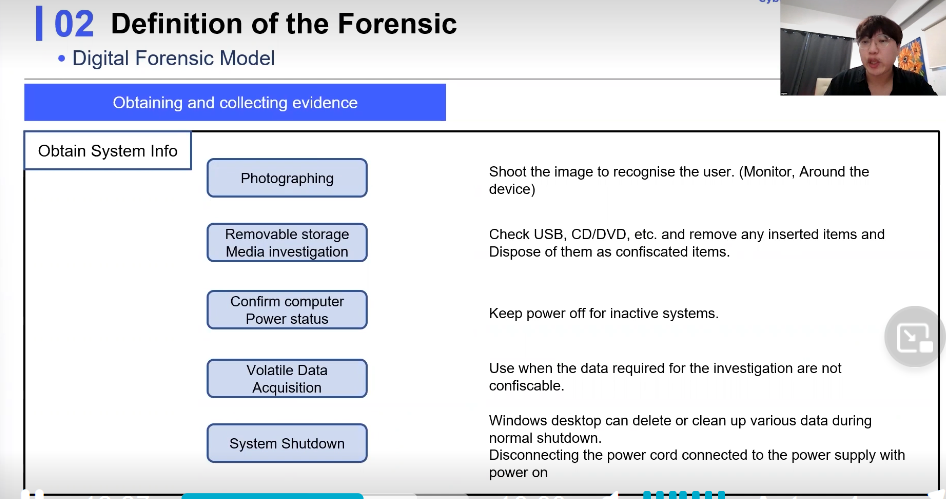 02 Definition of the Forensic
• Digital Forensic Model
Obtaining and collecting evidence
Obtain System Info
Photographing
Shoot the image to recognise the user. (Monitor, Around the
device)
Removable storage
Media investigation
Check USB, CD/DVD, etc. and remove any inserted items and
Dispose of them as confiscated items.
Confirm computer
Power status
Keep power off for inactive systems.
Volatile Data
Acquisition
Use when the data required for the investigation are not
confiscable.
System Shutdown
Windows desktop can delete or clean up various data during
normal shutdown.
Disconnecting the power cord connected to the power supply with
power on